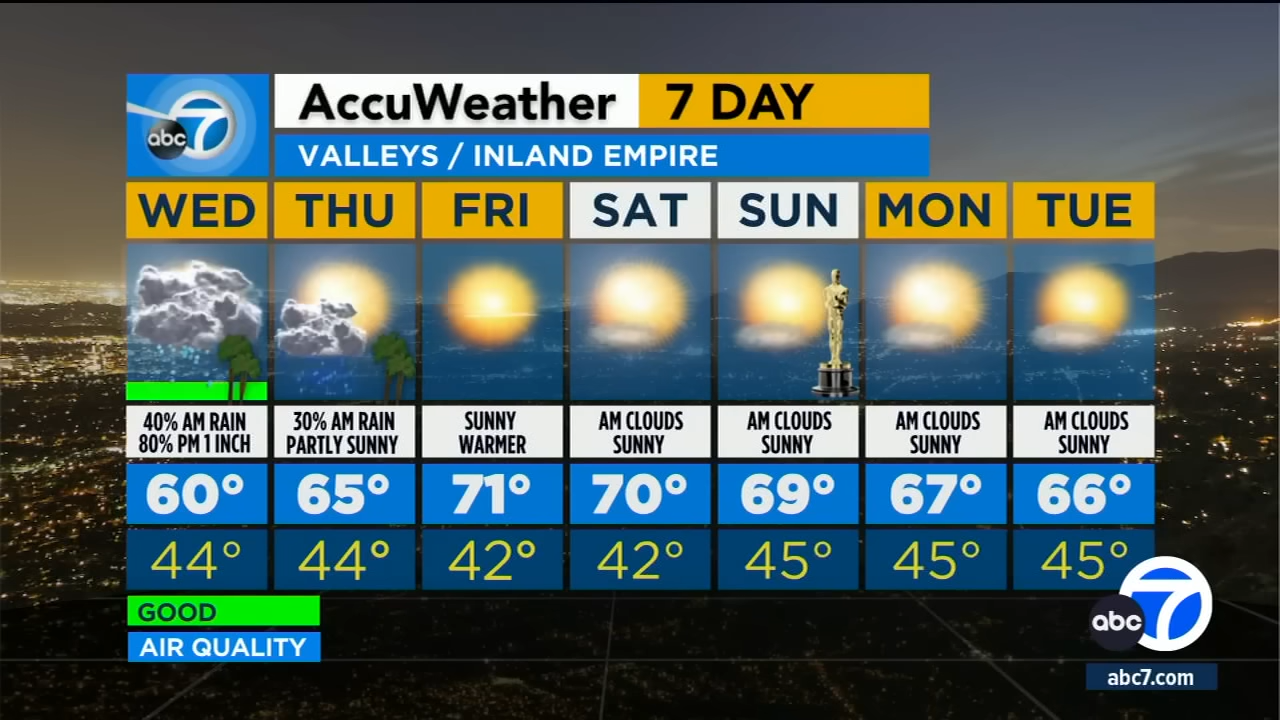 abc 7
AccuWeather 7 DAY
VALLEYS / INLAND EMPIRE
WED THU FRI SAT SUN MON TUE
40% AM RAIN 30% AM RAIN SUNNY AM CLOUDS AM CLOUDS AM CLOUDS AM CLOUDS
80% PM 1 INCH PARTLY SUNNY WARMER SUNNY SUNNY SUNNY SUNNY
60° 65° 71° 70° 69° 67° 66°
44° 44° 42° 42° 45° 45° 45°
GOOD
AIR QUALITY
abc 7
abc7.com